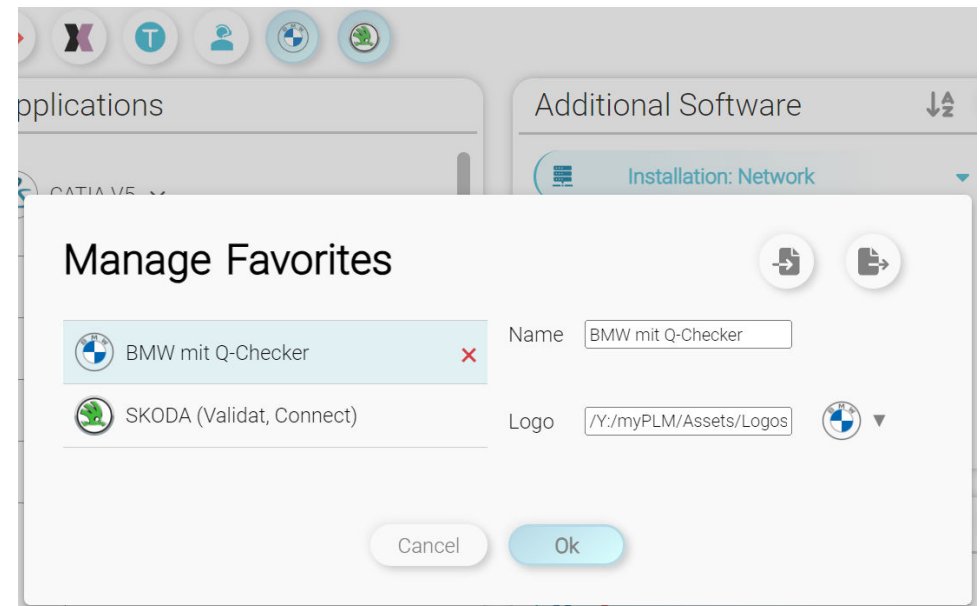 T
pplications
Additional Software
A
Z
CATIA V5
Installation: Network
Manage Favorites
BMW mit Q-Checker
SKODA (Validat, Connect)
Name BMW mit Q-Checker
Logo /Y:/myPLM/Assets/Logos
Cancel
Ok